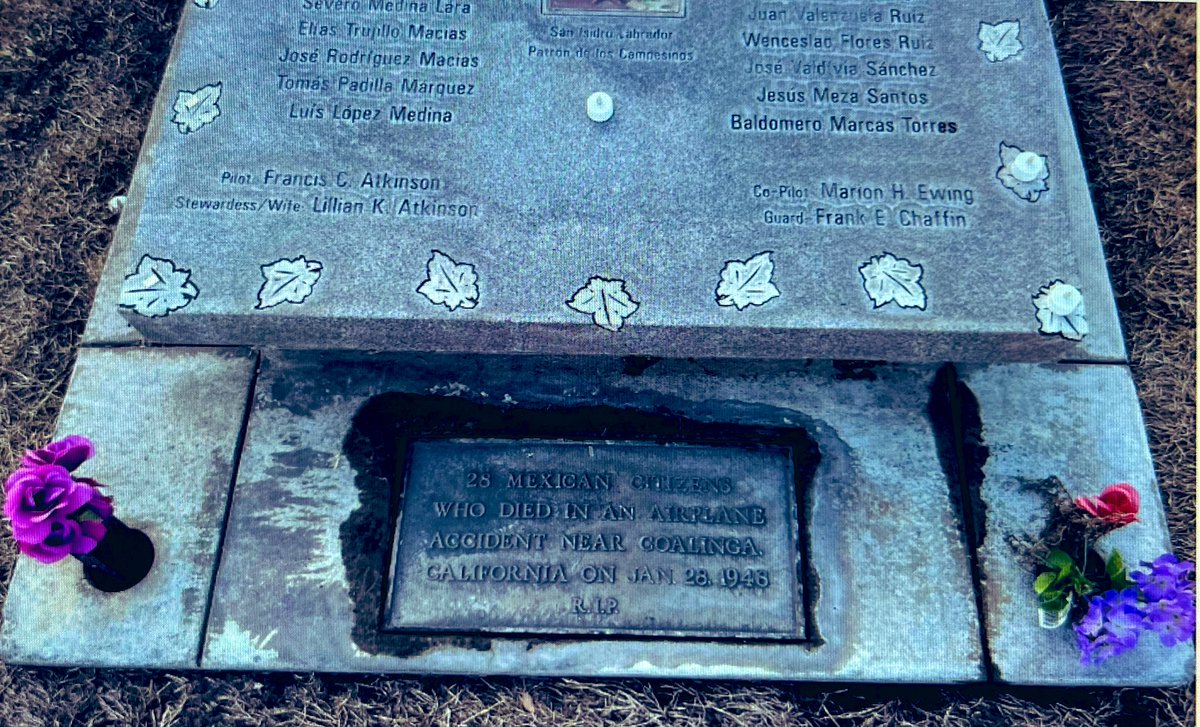 Severo Medina Lara
Elías Trujillo Macias
José Rodríguez Macias
Tomás Padilla Márquez
Luís López Medina
San Isidro Labrador
Patrón de los Campesinos
Juan Valenzuela Ruiz
Wenceslao Flores Ruiz
José Valdivia Sánchez
Jesús Meza Santos
Baldomero Marcas Torres
Pilot: Francis C. Atkinson
Stewardess/Wife: Lillian K. Atkinson
Co-Pilot: Marion H. Ewing
Guard: Frank E. Chaffin
28 MEXICAN CITIZENS
WHO DIED IN AN AIRPLANE
ACCIDENT NEAR COALINGA,
CALIFORNIA ON JAN. 28, 1948
R.I.P.